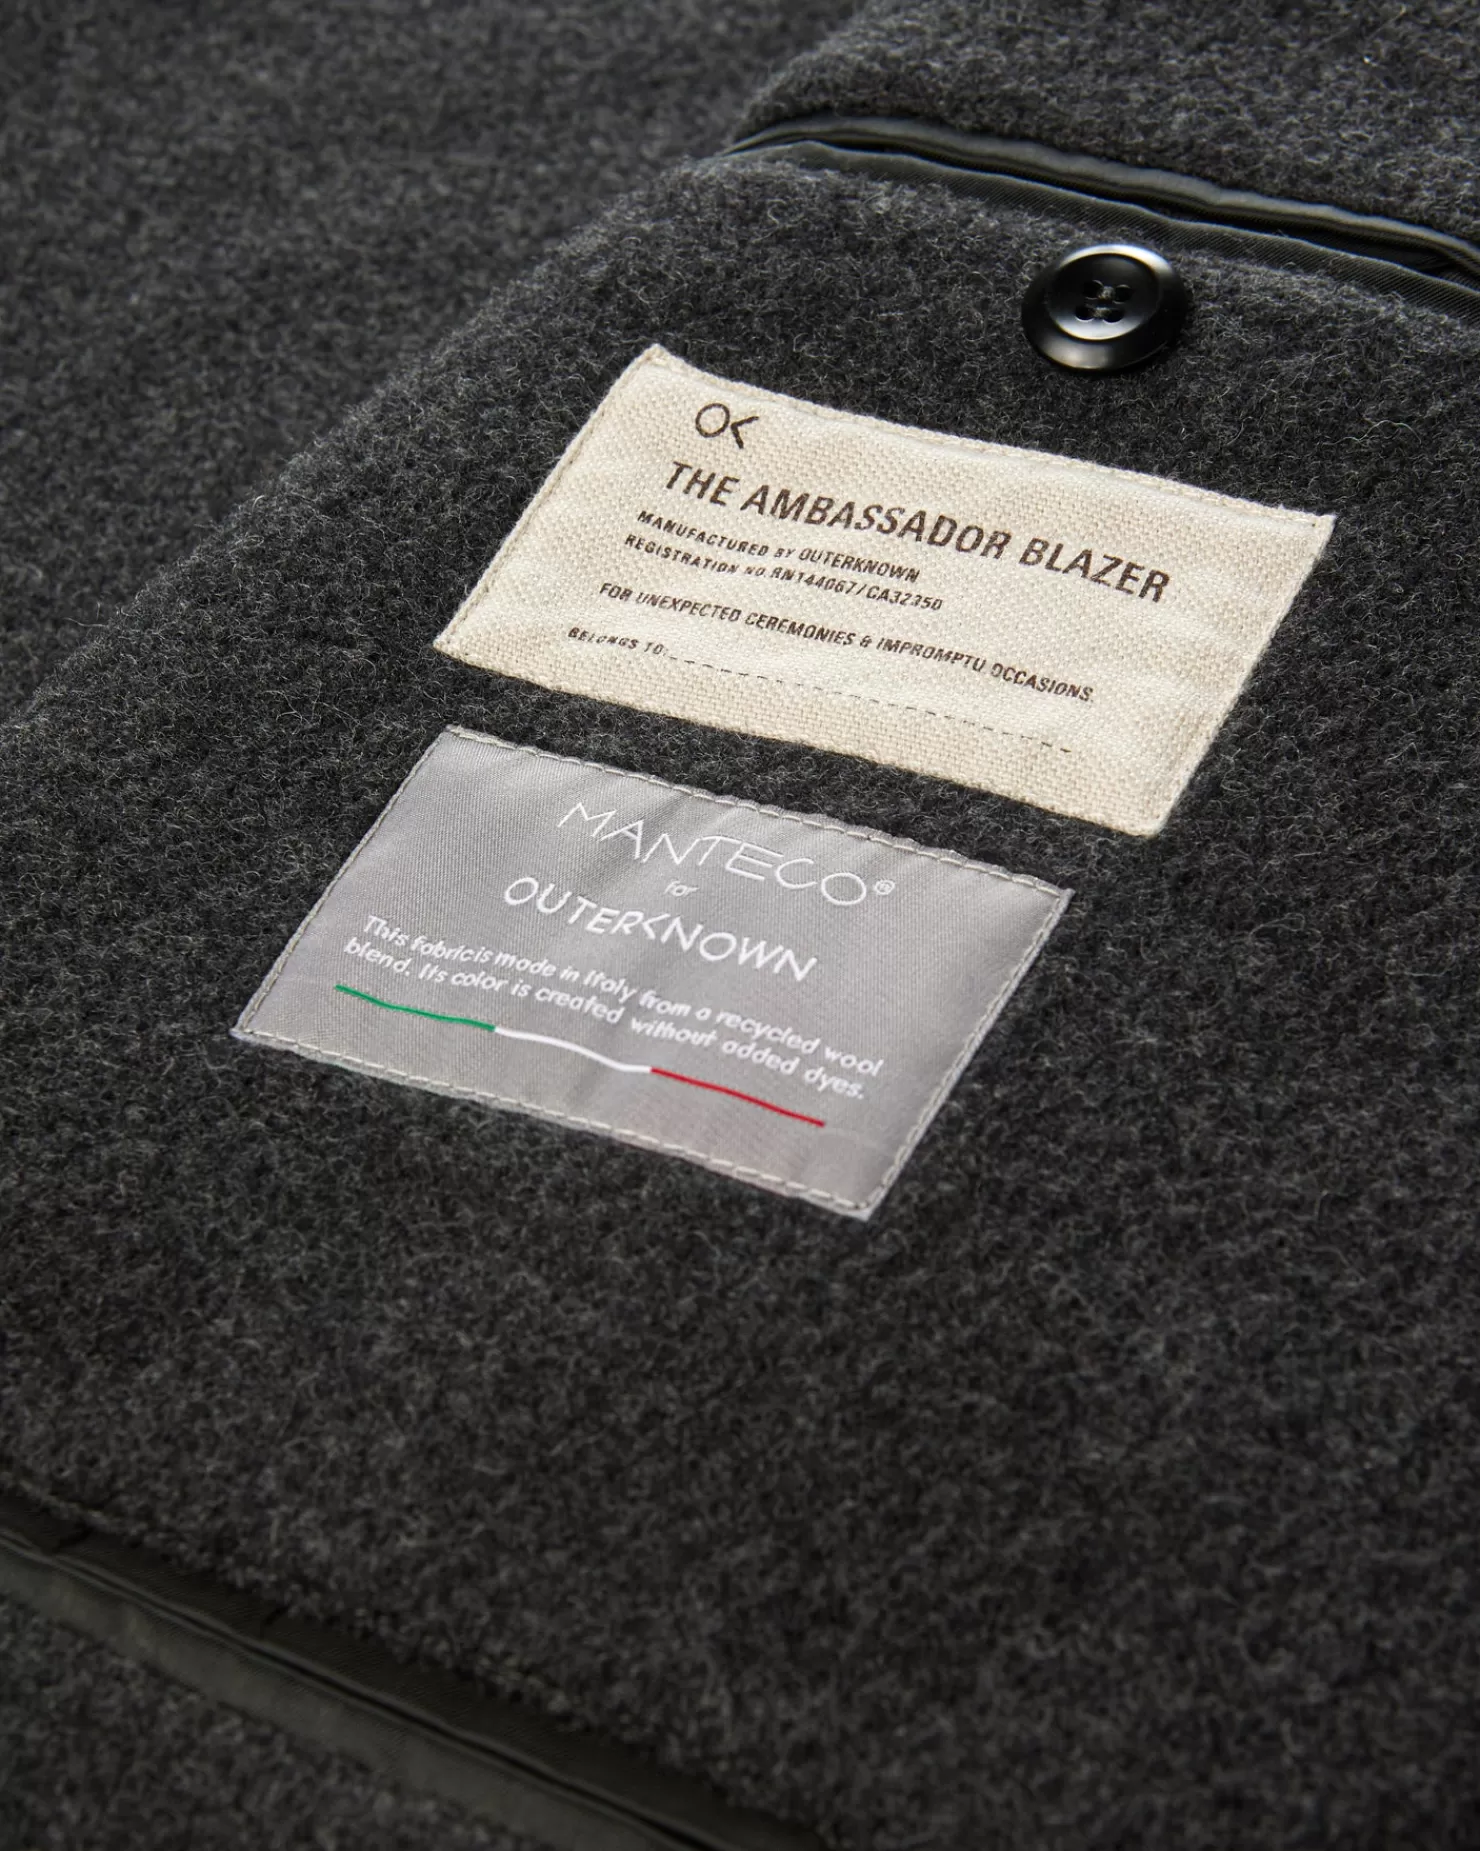 OK
THE AMBASSADOR BLAZER
MANUFACTURED BY OUTERKNOWN
REGISTRATION NO RN144067/CA32350
FOR UNEXPECTED CEREMONIES & IMPROMPTU OCCASIONS.
BELONGS TO:
MANTECO®
for
OUTERKNOWN
This fabric is made in Italy from a recycled wool
blend. Its color is created without added dyes.